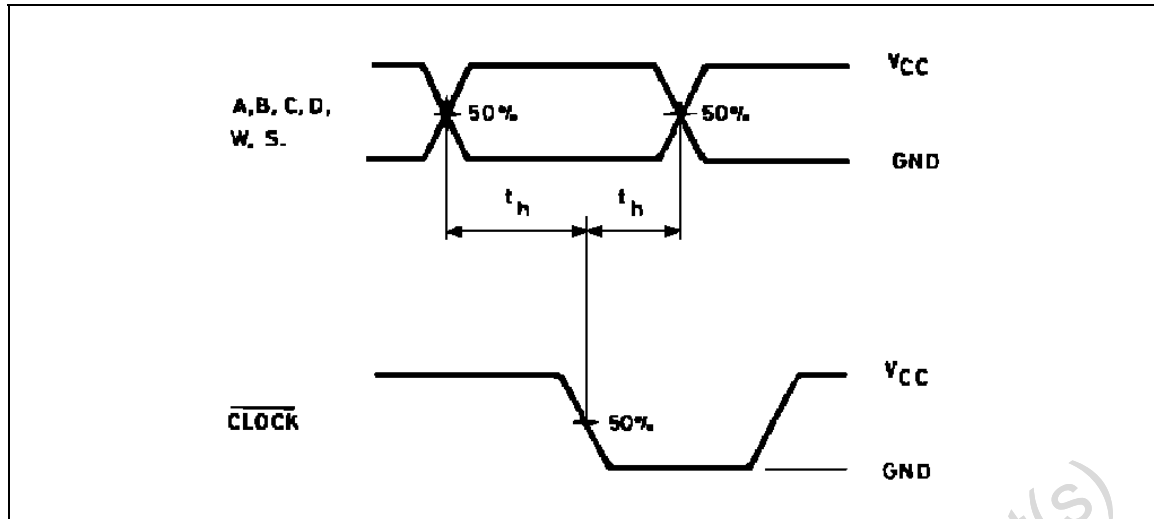 VCC
A, B, C, D,
W, S.
50%
50%
GND
th
th
VCC
CLOCK
50%
GND
t(s)